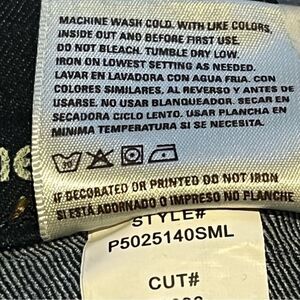 MACHINE WASH COLD. WITH LIKE COLORS,
INSIDE OUT AND BEFORE FIRST USE.
DO NOT BLEACH. TUMBLE DRY LOW.
IRON ON LOWEST SETTING AS NEEDED.
LAVAR EN LAVADORA CON AGUA FRIA. CON
COLORES SIMILARES, AL REVERSO Y ANTES DE
USARSE. NO USAR BLANQUEADOR. SECAR EN
SECADORA CICLO LENTO. USAR PLANCHA EN
MINIMA TEMPERATURA SI SE NECESITA.
IF DECORATED OR PRINTED DO NOT IRON
SI ESTA ADORNADO O IMPRESO NO PLANCHE
STYLE#
P5025140SML
CUT#